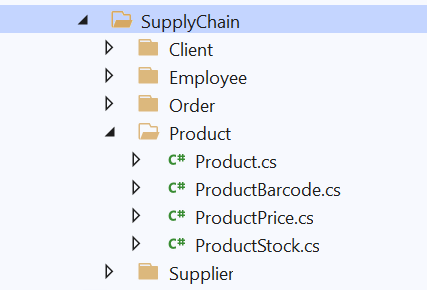 SupplyChain
Client
Employee
Order
Product
C# Product.cs
C# ProductBarcode.cs
C# ProductPrice.cs
C# ProductStock.cs
Supplier